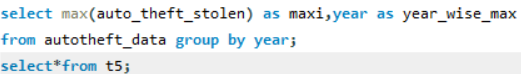 select max(auto_theft_stolen) as maxi,year as year_wise_max
from autotheft_data group by year;
select*from t5;